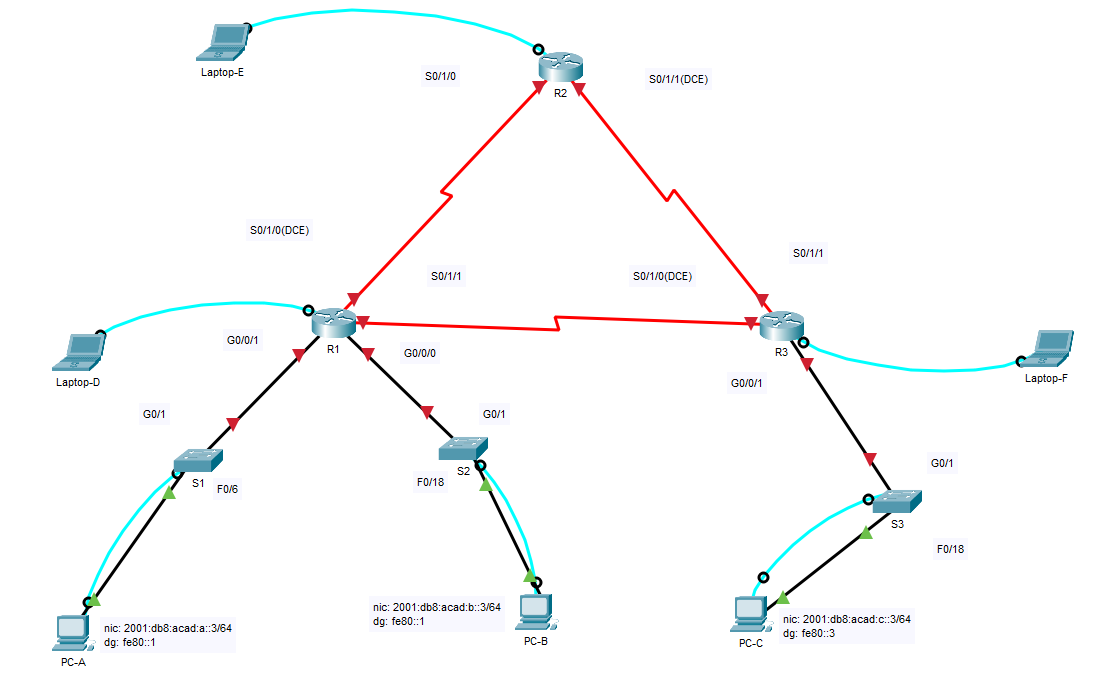 Laptop-E
S0/1/0
R2
S0/1/1(DCE)
S0/1/0(DCE)
S0/1/1
S0/1/0(DCE)
S0/1/1
Laptop-D
G0/0/1
R1
G0/0/0
R3
G0/0/1
Laptop-F
G0/1
S1
F0/6
G0/1
S2
F0/18
G0/1
S3
F0/18
nic: 2001:db8:acad:a::3/64
dg: fe80::1
PC-A
nic: 2001:db8:acad:b::3/64
dg: fe80::1
PC-B
nic: 2001:db8:acad:c::3/64
dg: fe80::3
PC-C